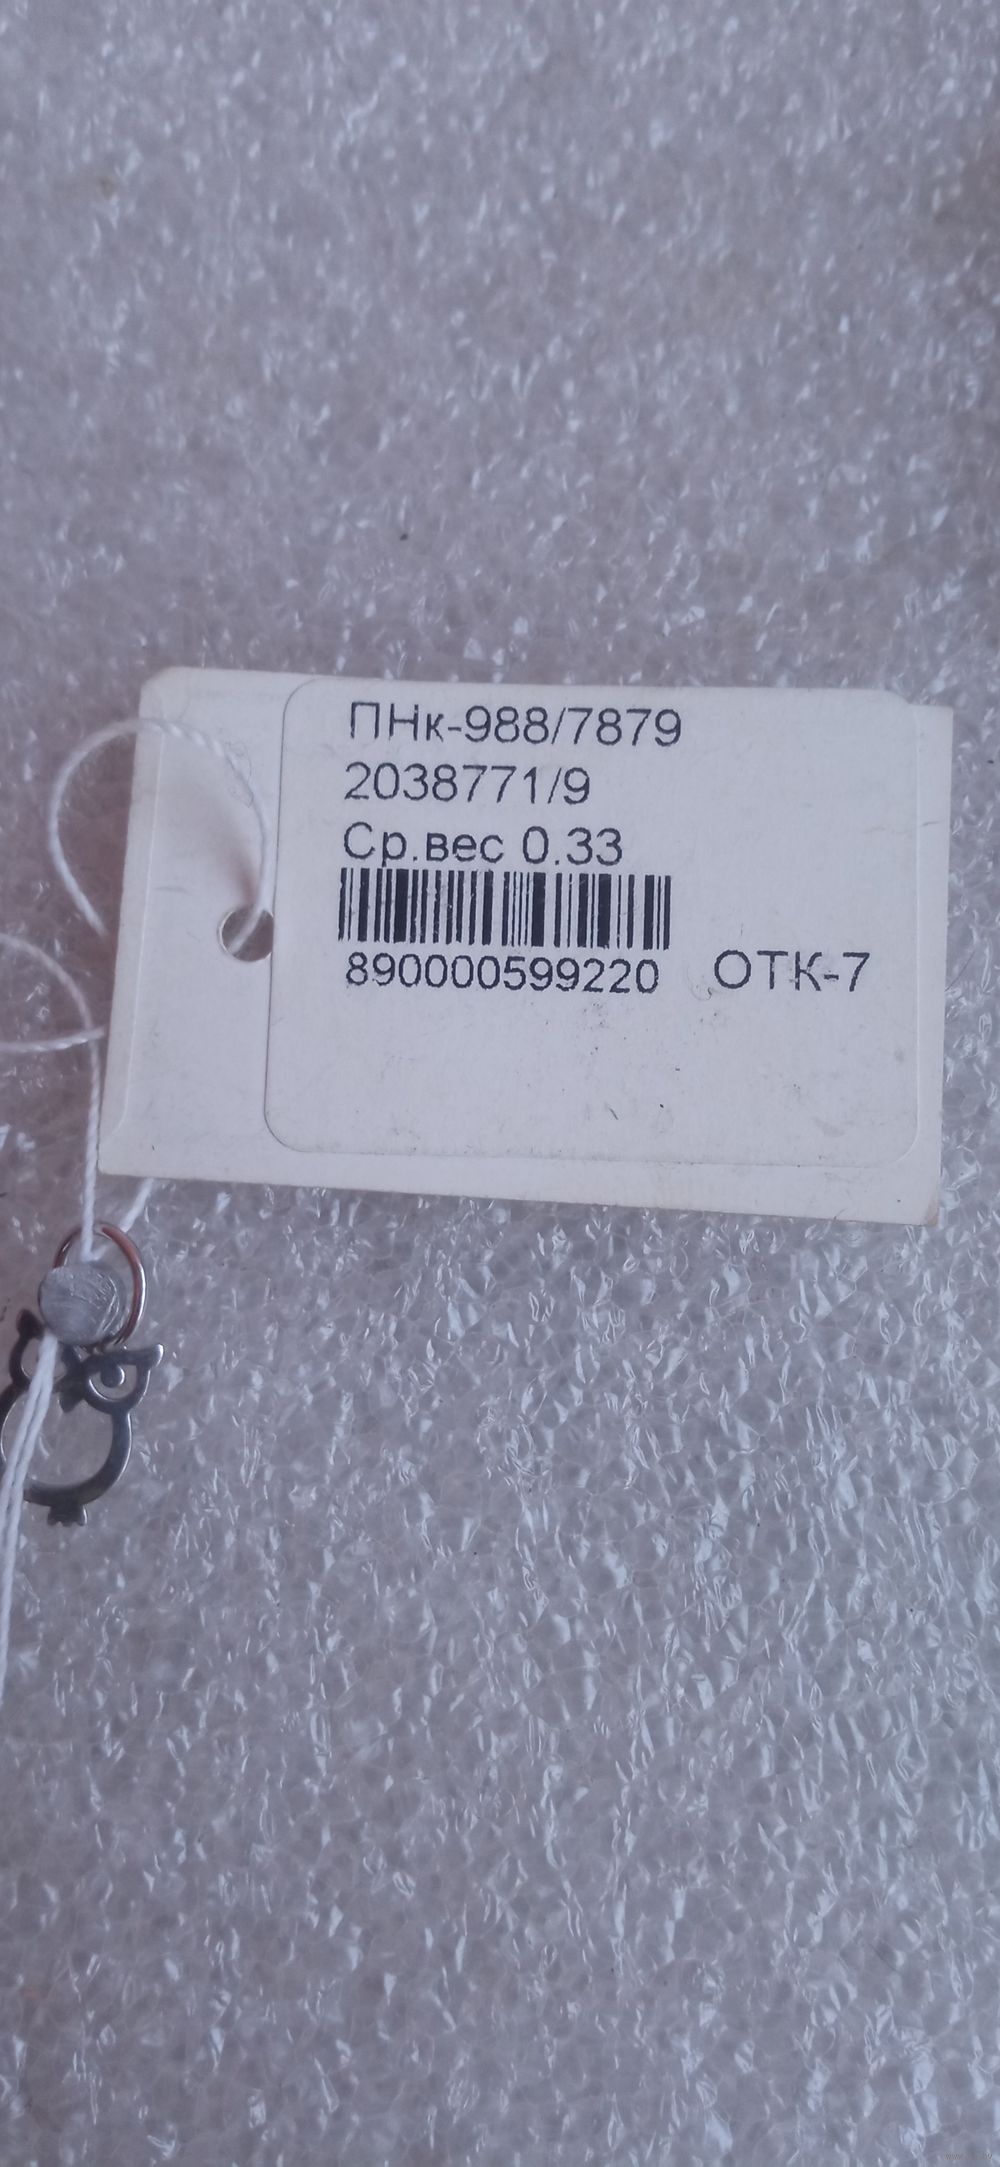 ПНк-988/7879
2038771/9
Ср.вес 0.33
890000599220 ОТК-7